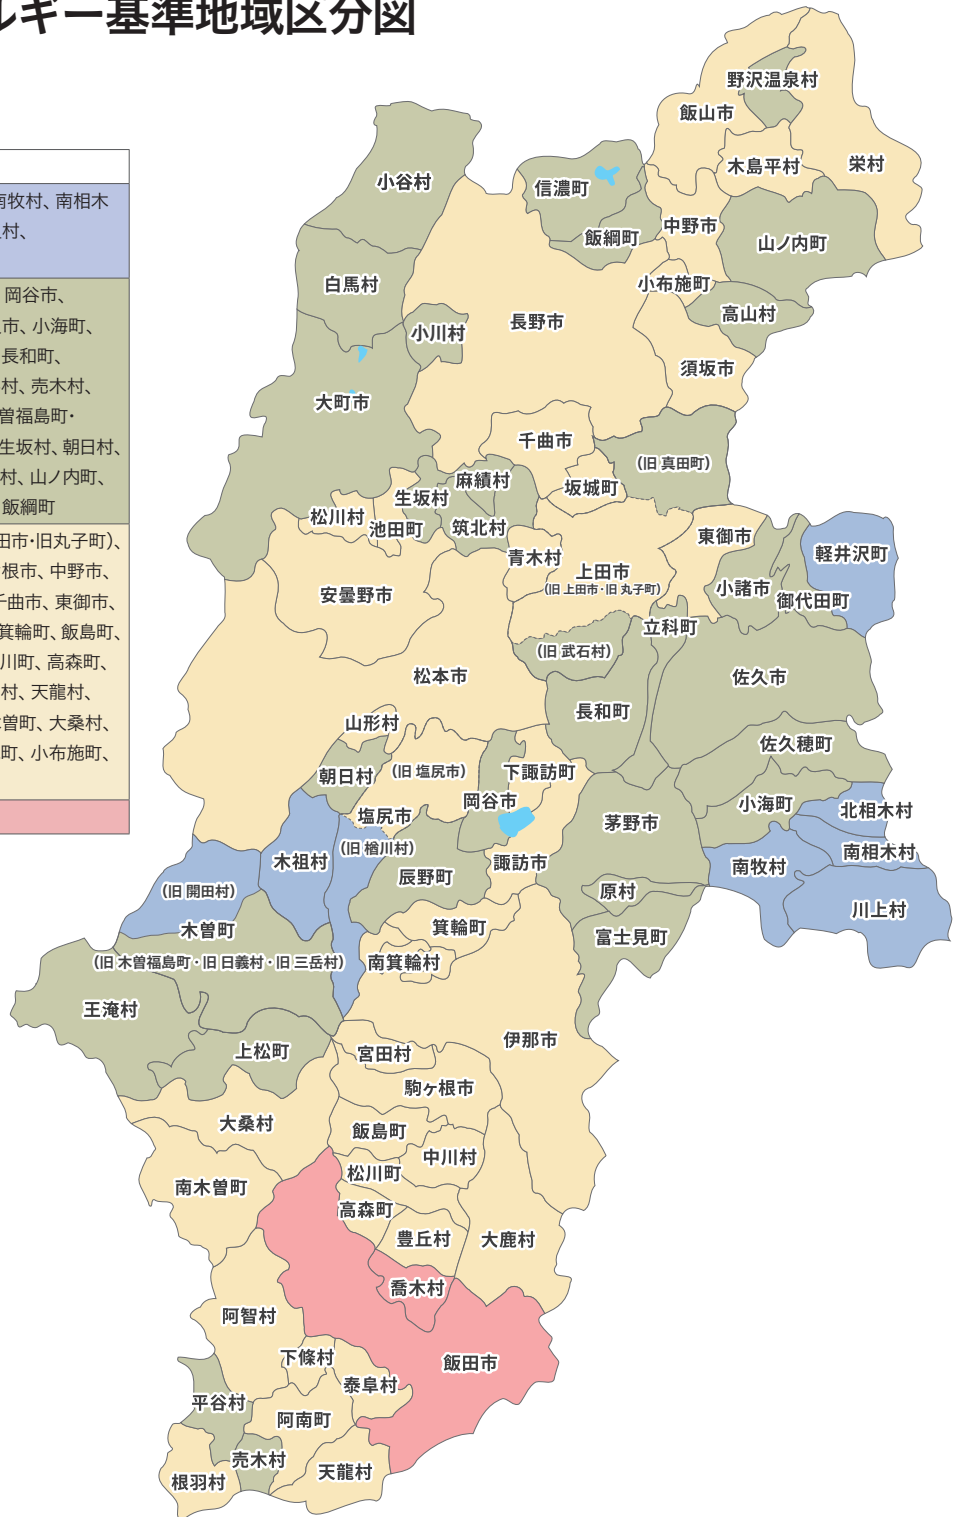 ルギー基準地域区分図
南牧村、南相木
村、
岡谷市、
市、小海町、
長和町、
村、売木村、
曽福島町・
生坂村、朝日村、
村、山ノ内町、
飯綱町
田市・旧丸子町)、
根市、中野市、
千曲市、東御市、
箕輪町、飯島町、
川町、高森町、
村、天龍村、
曽町、大桑村、
町、小布施町、
野沢温泉村
飯山市
木島平村
栄村
小谷村
信濃町
中野市
飯綱町
山ノ内町
白馬村
小布施町
高山村
長野市
小川村
須坂市
大町市
千曲市
(旧 真田町)
麻績村
坂城町
生坂村
松川村
池田町
筑北村
東御市
軽井沢町
青木村
上田市
(旧 上田市・旧 丸子町)
小諸市
安曇野市
御代田町
立科町
(旧 武石村)
松本市
佐久市
長和町
山形村
佐久穂町
朝日村
(旧 塩尻市)
下諏訪町
岡谷市
小海町
北相木村
塩尻市
茅野市
(旧 楢川村)
南相木村
木祖村
諏訪市
南牧村
辰野町
(旧 開田村)
原村
川上村
木曽町
箕輪町
富士見町
(旧 木曽福島町・旧 日義村・旧 三岳村)
南箕輪村
王滝村
伊那市
上松町
宮田村
駒ヶ根市
大桑村
飯島町
中川村
松川町
南木曽町
高森町
豊丘村
大鹿村
喬木村
阿智村
下條村
飯田市
泰阜村
平谷村
阿南町
売木村
天龍村
根羽村